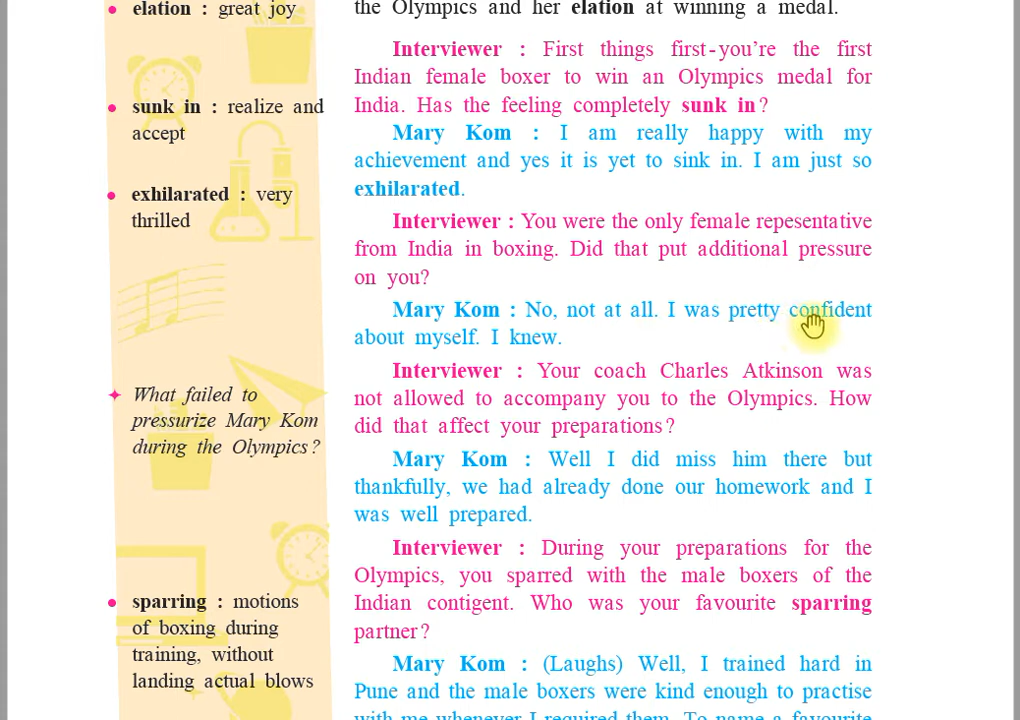 elation : great joy
sunk in : realize and
accept
exhilarated : very
thrilled
What failed to
pressurize Mary Kom
during the Olympics?
sparring : motions
of boxing during
training, without
landing actual blows
the Olympics and her elation at winning a medal.
Interviewer : First things first-you're the first
Indian female boxer to win an Olympics medal for
India. Has the feeling completely sunk in?
Mary Kom : I am really happy with my
achievement and yes it is yet to sink in. I am just so
exhilarated.
Interviewer : You were the only female repesentative
from India in boxing. Did that put additional pressure
on you?
Mary Kom : No, not at all. I was pretty confident
about myself. I knew.
Interviewer : Your coach Charles Atkinson was
not allowed to accompany you to the Olympics. How
did that affect your preparations?
Mary Kom : Well I did miss him there but
thankfully, we had already done our homework and I
was well prepared.
Interviewer : During your preparations for the
Olympics, you sparred with the male boxers of the
Indian contigent. Who was your favourite sparring
partner?
Mary Kom : (Laughs) Well, I trained hard in
Pune and the male boxers were kind enough to practise
with me whenever I required them. To name a favourite